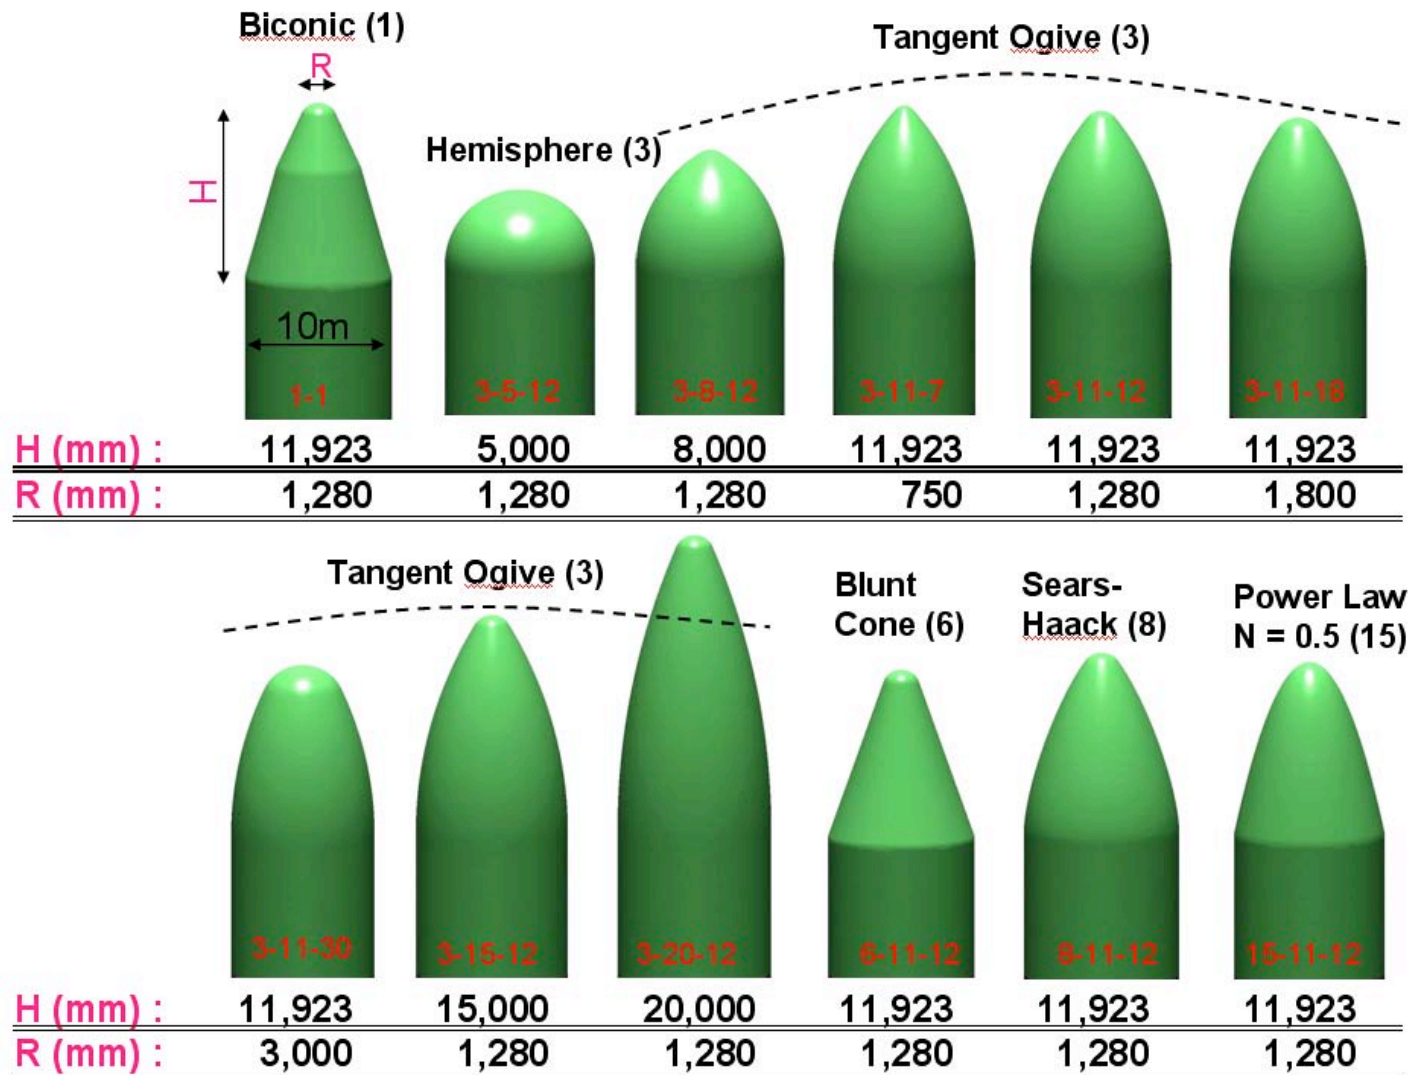 Biconic (1)
Tangent Ogive (3)
R
Hemisphere (3)
H
10m
1-1
3-5-12
3-8-12
3-11-7
3-11-12
3-11-18
H (mm) : 11,923 5,000 8,000 11,923 11,923 11,923
R (mm) : 1,280 1,280 1,280 750 1,280 1,800
Tangent Ogive (3)
Blunt
Cone (6)
Sears-
Haack (8)
Power Law
N = 0.5 (15)
3-11-30
3-15-12
3-20-12
6-11-12
8-11-12
15-11-12
H (mm) : 11,923 15,000 20,000 11,923 11,923 11,923
R (mm) : 3,000 1,280 1,280 1,280 1,280 1,280